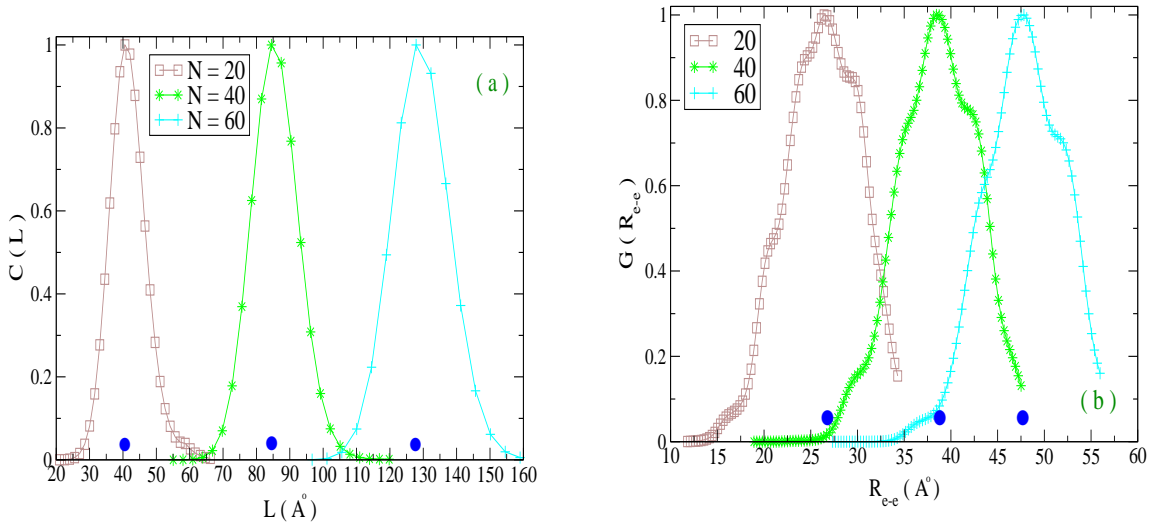 C ( L )
1
0.8
0.6
0.4
0.2
0
N = 20
N = 40
N = 60
( a )
20 30 40 50 60 70 80 90 100 110 120 130 140 150 160
L ( A° )
G ( R_{e-e} )
1
0.8
0.6
0.4
0.2
0
20
40
60
( b )
10 15 20 25 30 35 40 45 50 55 60
R_{e-e} ( A° )